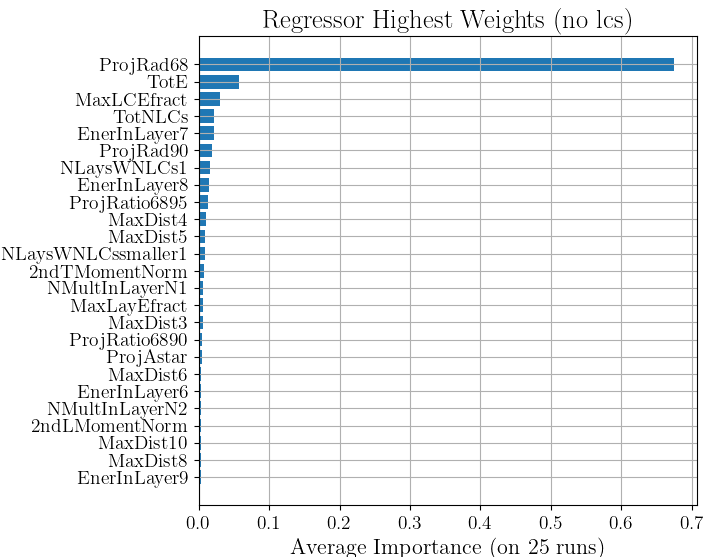 Regressor Highest Weights (no lcs)
ProjRad68
TotE
MaxLCEfract
TotNLCs
EnerInLayer7
ProjRad90
NLaysWNLCs1
EnerInLayer8
ProjRatio6895
MaxDist4
MaxDist5
NLaysWNLCssmaller1
2ndTMomentNorm
NMultInLayerN1
MaxLayEfract
MaxDist3
ProjRatio6890
ProjAstar
MaxDist6
EnerInLayer6
NMultInLayerN2
2ndLMomentNorm
MaxDist10
MaxDist8
EnerInLayer9
0.0 0.1 0.2 0.3 0.4 0.5 0.6 0.7
Average Importance (on 25 runs)